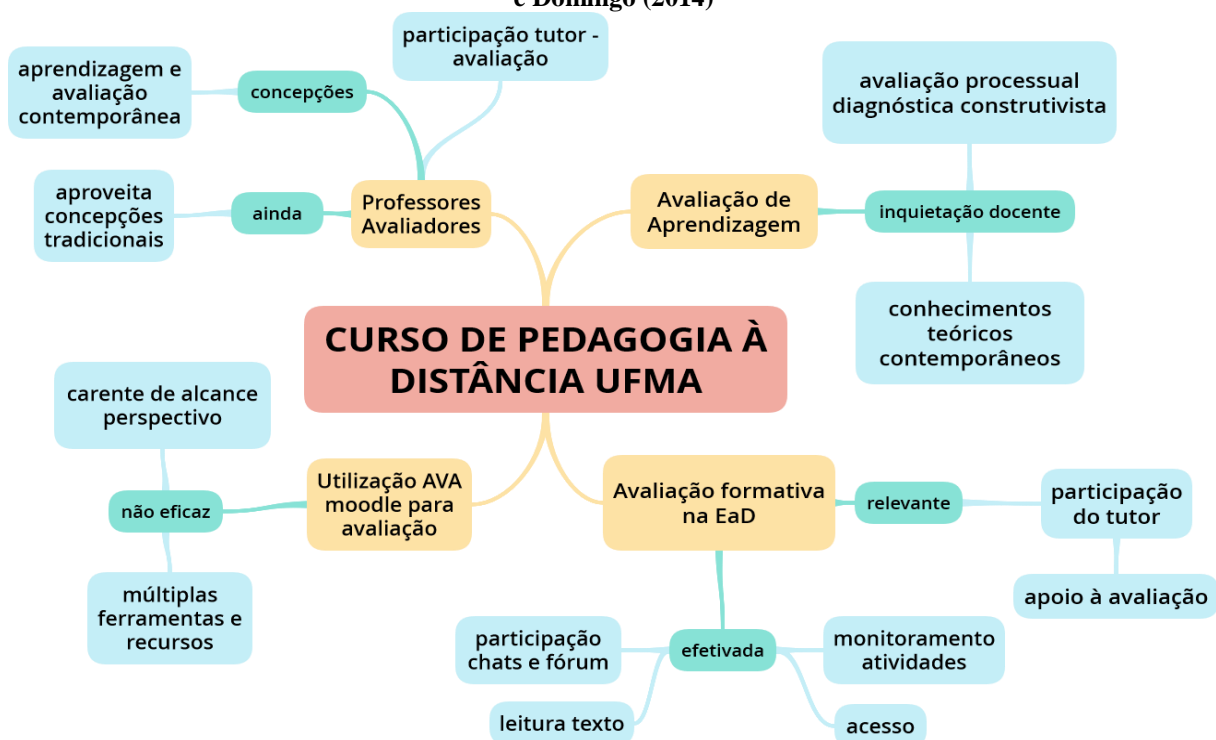 e Domingo (2014)
participação tutor -
avaliação
aprendizagem e
avaliação
contemporânea
concepções
aproveita
concepções
tradicionais
ainda
Professores
Avaliadores
Avaliação de
Aprendizagem
avaliação processual
diagnóstica construtivista
inquietação docente
conhecimentos
teóricos
contemporâneos
CURSO DE PEDAGOGIA À
DISTÂNCIA UFMA
carente de alcance
perspectivo
não eficaz
Utilização AVA
moodle para
avaliação
múltiplas
ferramentas e
recursos
Avaliação formativa
na EaD
relevante
participação
do tutor
apoio à avaliação
efetivada
participação
chats e fórum
leitura texto
monitoramento
atividades
acesso